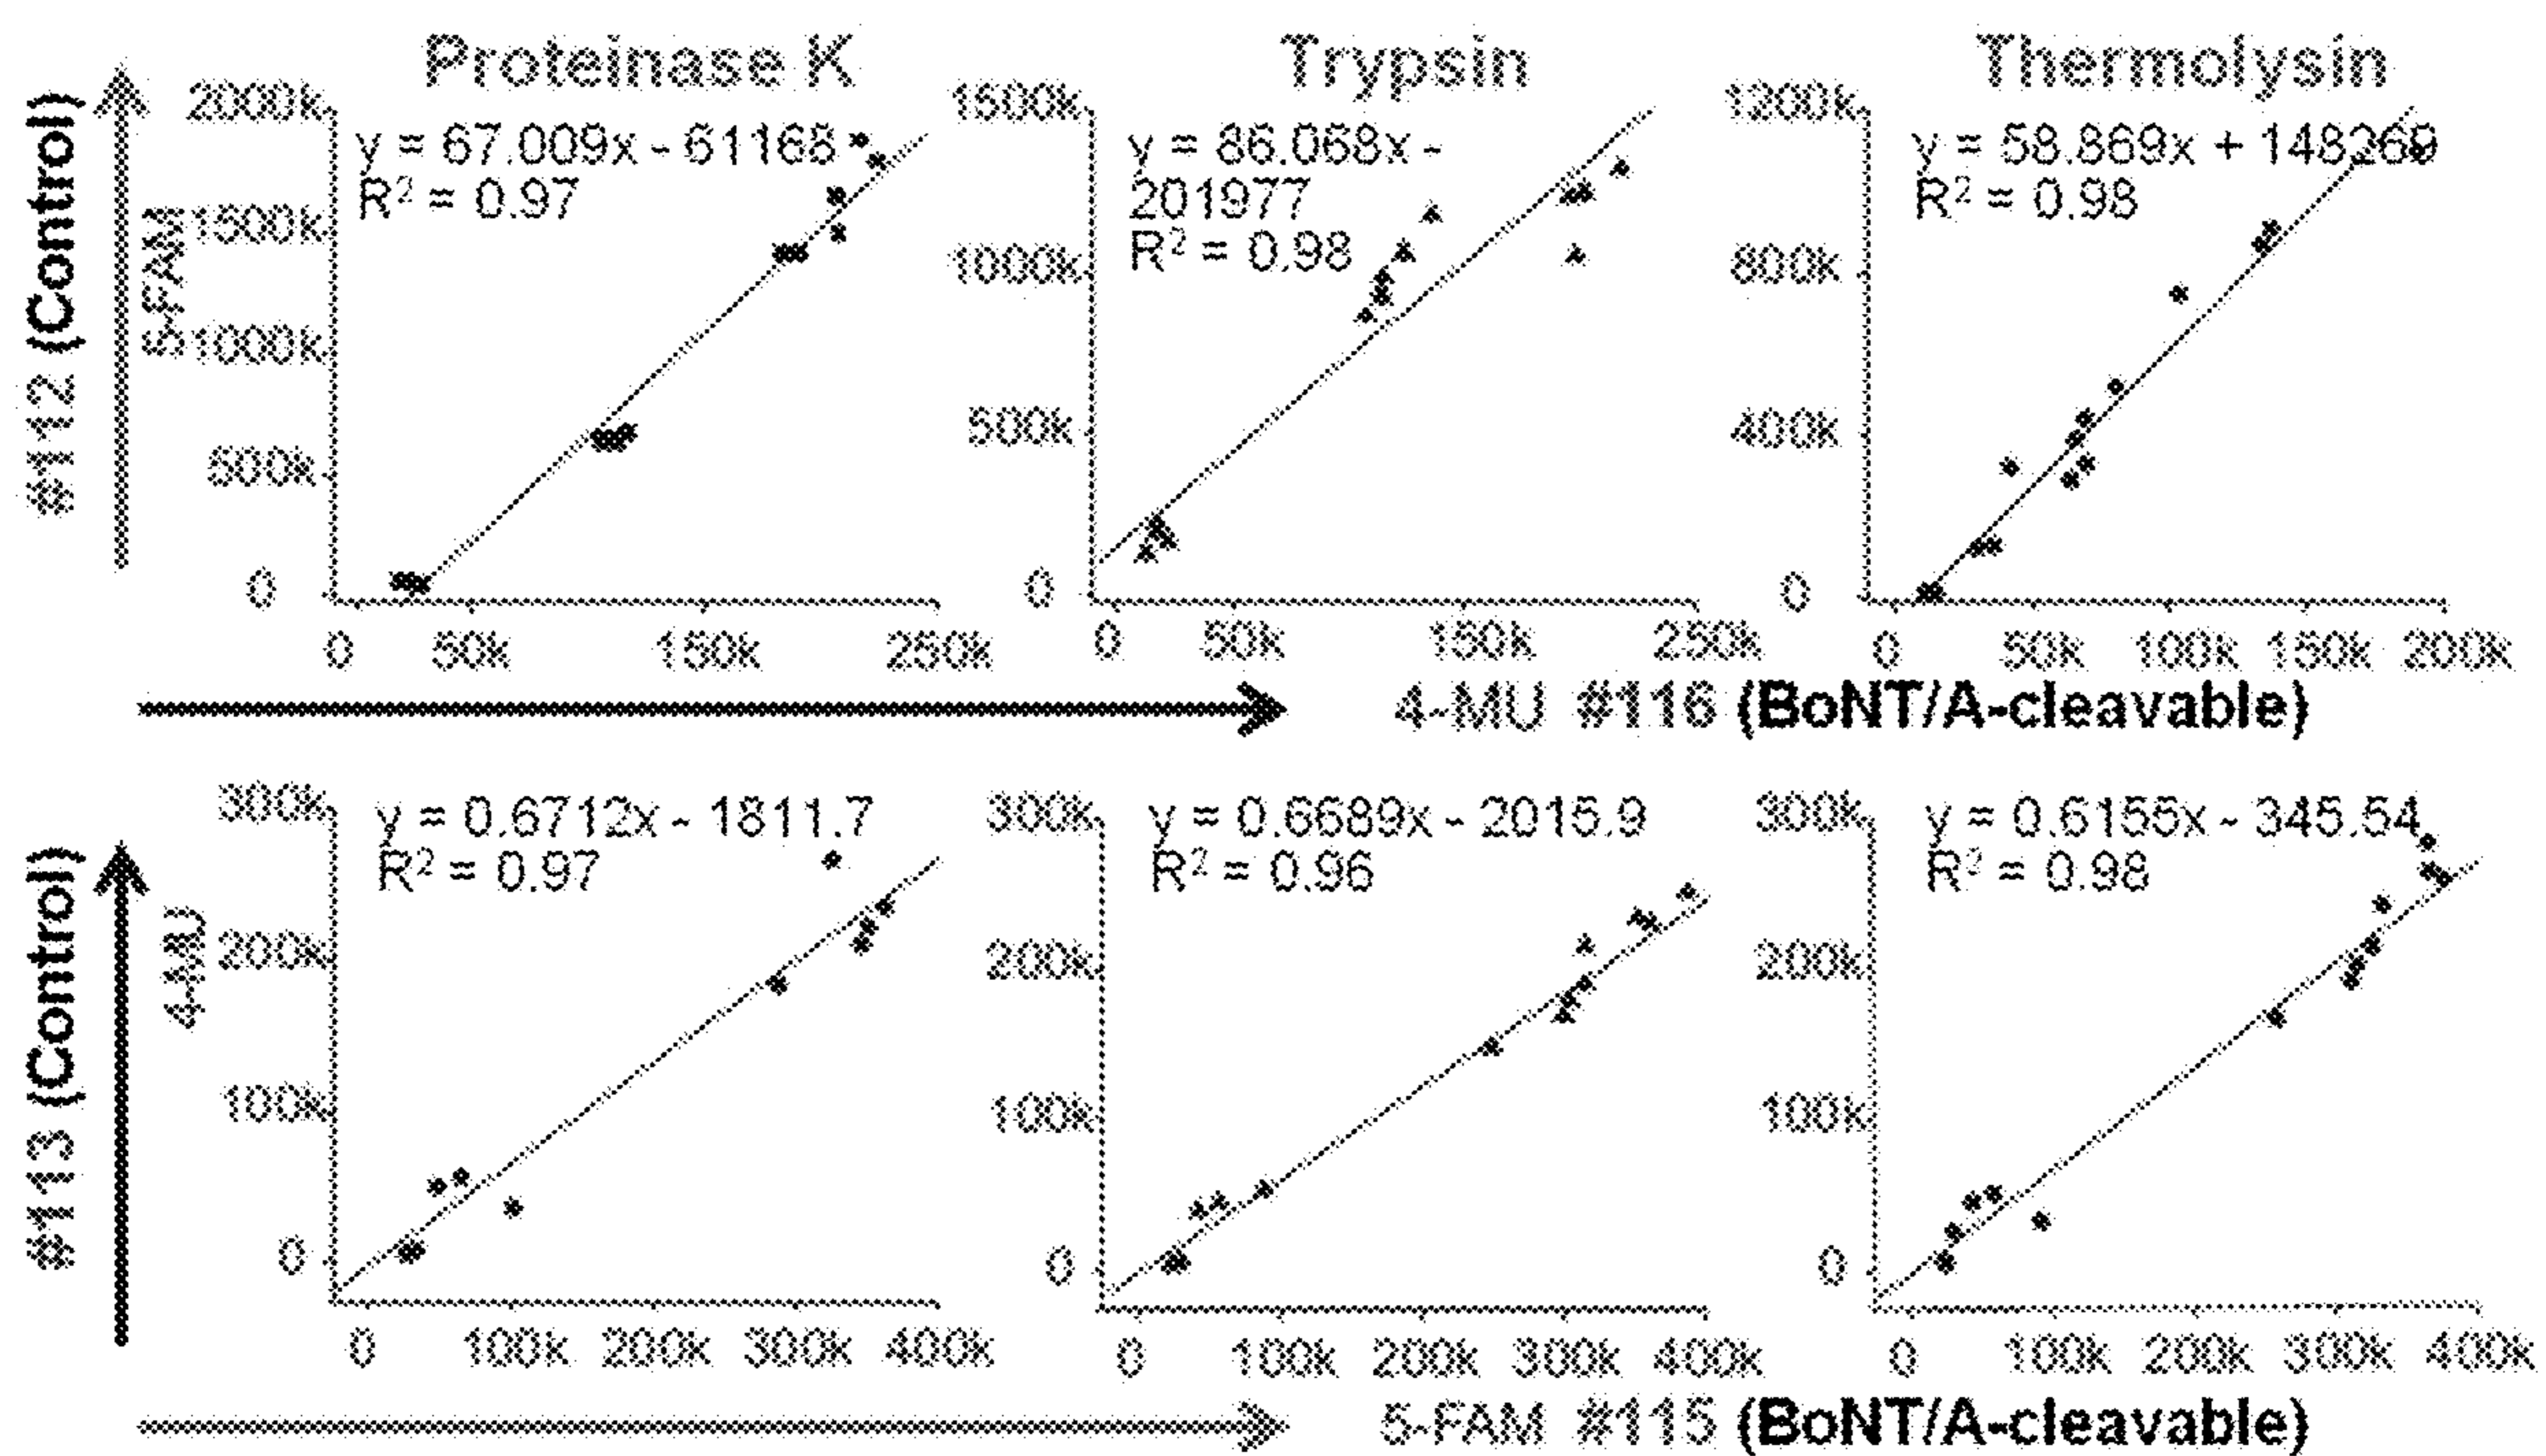 Proteinase K
Trypsin
Thermolysin
#112 (Control)
5-FAM
2000k
1500k
1000k
500k
0
y = 67.009x - 61168
R² = 0.97
0 50k 150k 250k
1500k
1000k
500k
0
y = 86.068x -
201977
R² = 0.98
0 50k 150k 250k
1200k
800k
400k
0
y = 58.869x + 148269
R² = 0.98
0 50k 100k 150k 200k
4-MU #116 (BoNT/A-cleavable)
#113 (Control)
4-MU
300k
200k
100k
0
y = 0.6712x - 1811.7
R² = 0.97
0 100k 200k 300k 400k
300k
200k
100k
0
y = 0.6689x - 2015.9
R² = 0.96
0 100k 200k 300k 400k
300k
200k
100k
0
y = 0.6155x - 345.54
R² = 0.98
0 100k 200k 300k 400k
5-FAM #115 (BoNT/A-cleavable)